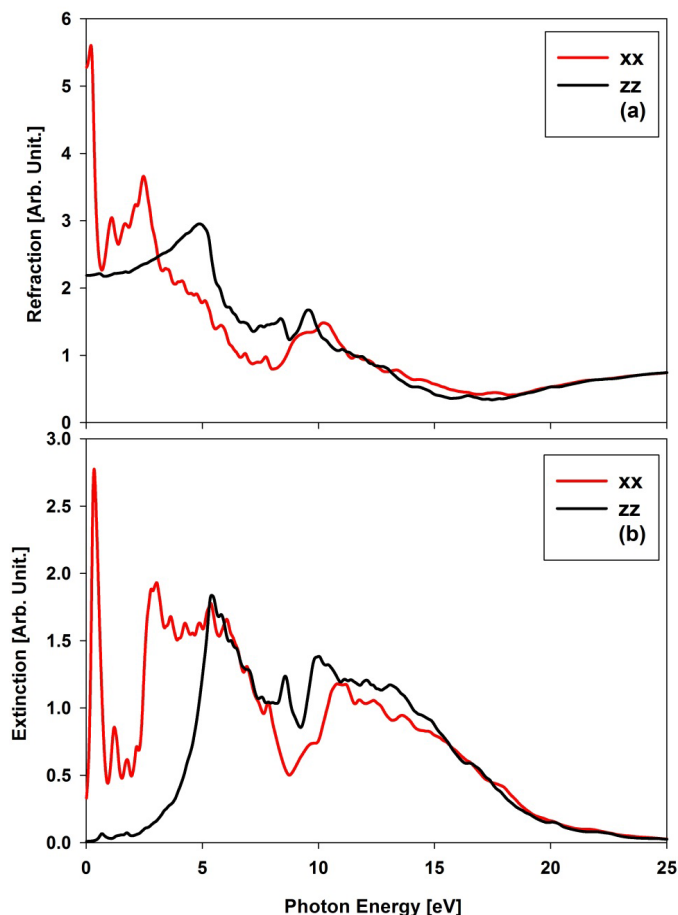 6
5
4
3
2
1
0
Refraction [Arb. Unit.]
xx
zz
(a)
3.0
2.5
2.0
1.5
1.0
0.5
0.0
Extinction [Arb. Unit.]
xx
zz
(b)
0 5 10 15 20 25
Photon Energy [eV]